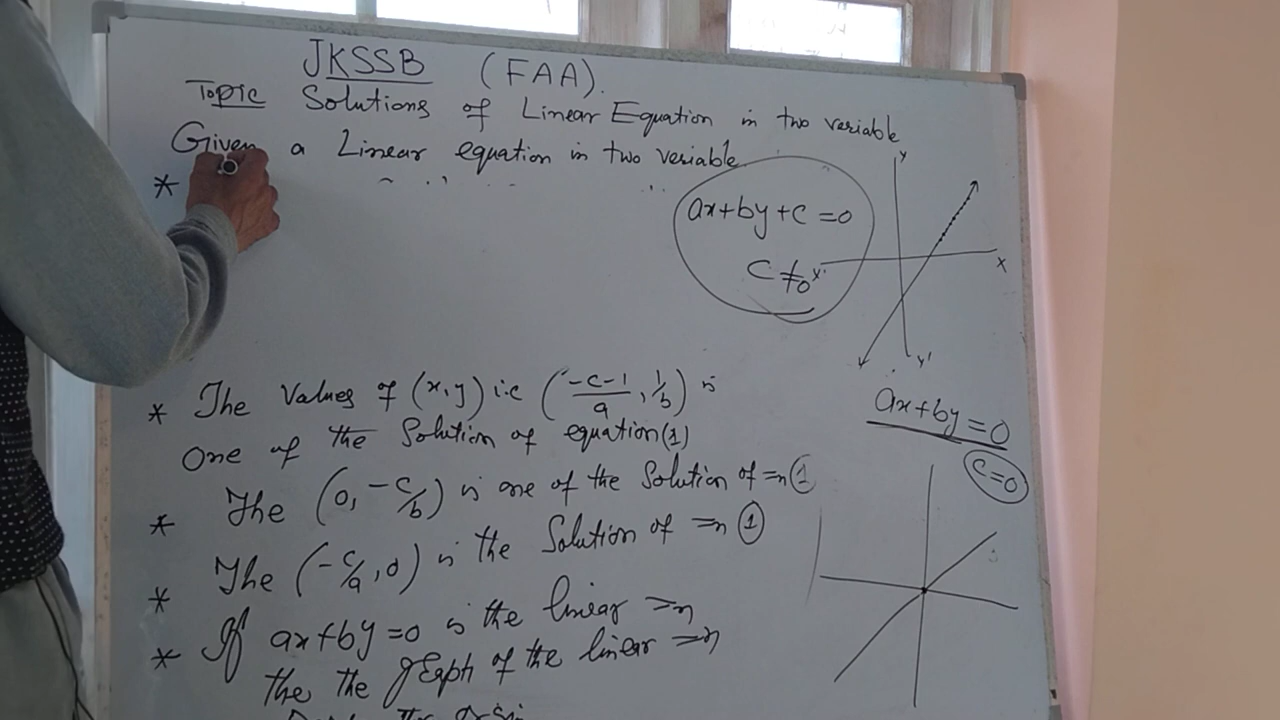 JKSSB (FAA).
Topic Solutions of Linear Equation in two veriable
Given a Linear equation in two veriable
*
ax+by+c=0
c≠0
Y
X' X
Y'
* The Values of (x,y) i.e ((-c-1)/a, 1/b) is
One of the Solution of equation(1)
* The (0, -c/b) is one of the Solution of =n ①
* The (-c/a, 0) is the Solution of =n ①
* If ax+by=0 is the linear =n
the the graph of the linear =n
ax+by=0
c=0